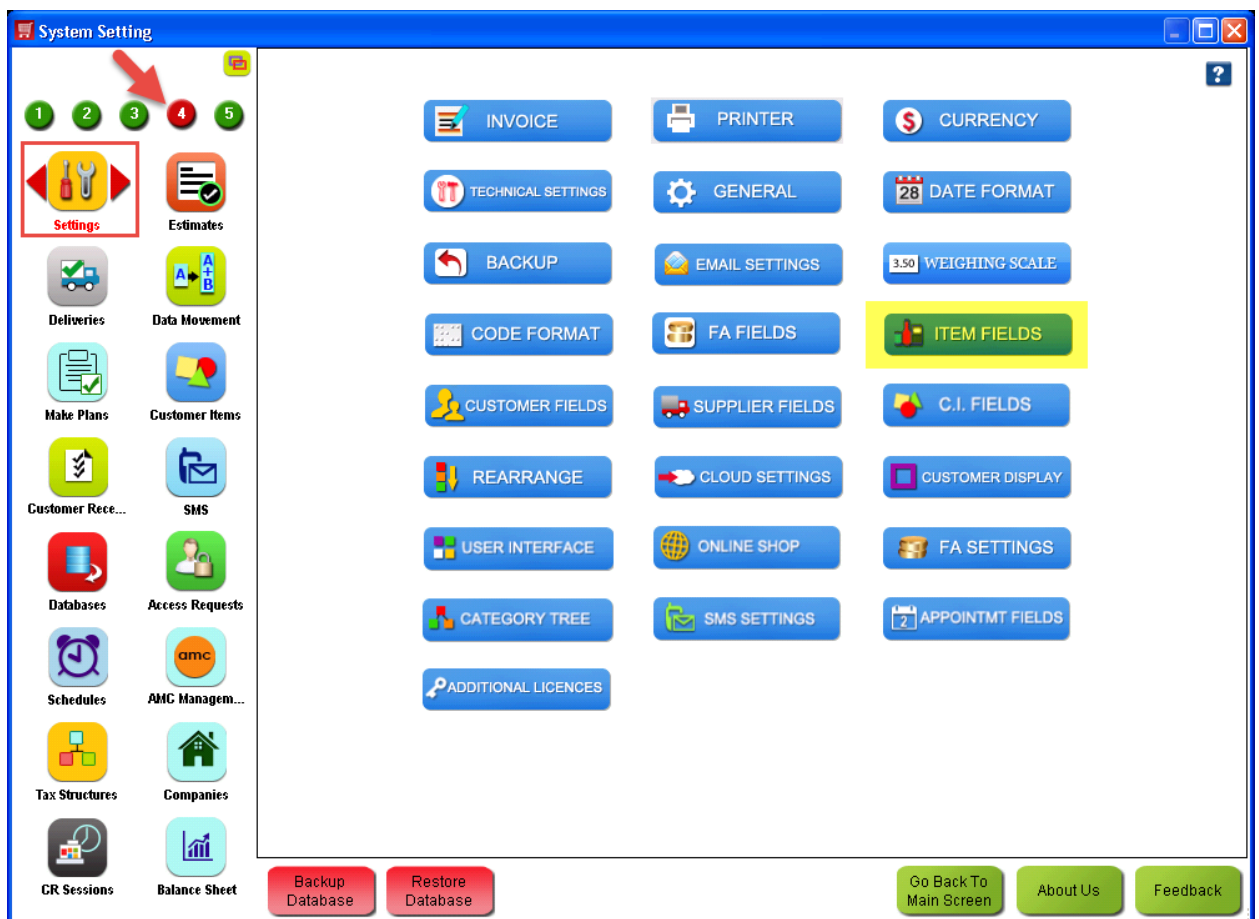 System Setting
?
1 2 3 4 5
Settings
Estimates
Deliveries
A A+B
Data Movement
Make Plans
Customer Items
Customer Rece...
SMS
Databases
Access Requests
Schedules
amc
AMC Managem...
Tax Structures
Companies
CR Sessions
Balance Sheet
INVOICE
PRINTER
$ CURRENCY
TECHNICAL SETTINGS
GENERAL
28 DATE FORMAT
BACKUP
EMAIL SETTINGS
3.50 WEIGHING SCALE
CODE FORMAT
FA FIELDS
ITEM FIELDS
CUSTOMER FIELDS
SUPPLIER FIELDS
C.I. FIELDS
REARRANGE
CLOUD SETTINGS
CUSTOMER DISPLAY
USER INTERFACE
ONLINE SHOP
FA SETTINGS
CATEGORY TREE
SMS SETTINGS
2 APPOINTMT FIELDS
ADDITIONAL LICENCES
Backup
Database
Restore
Database
Go Back To
Main Screen
About Us
Feedback